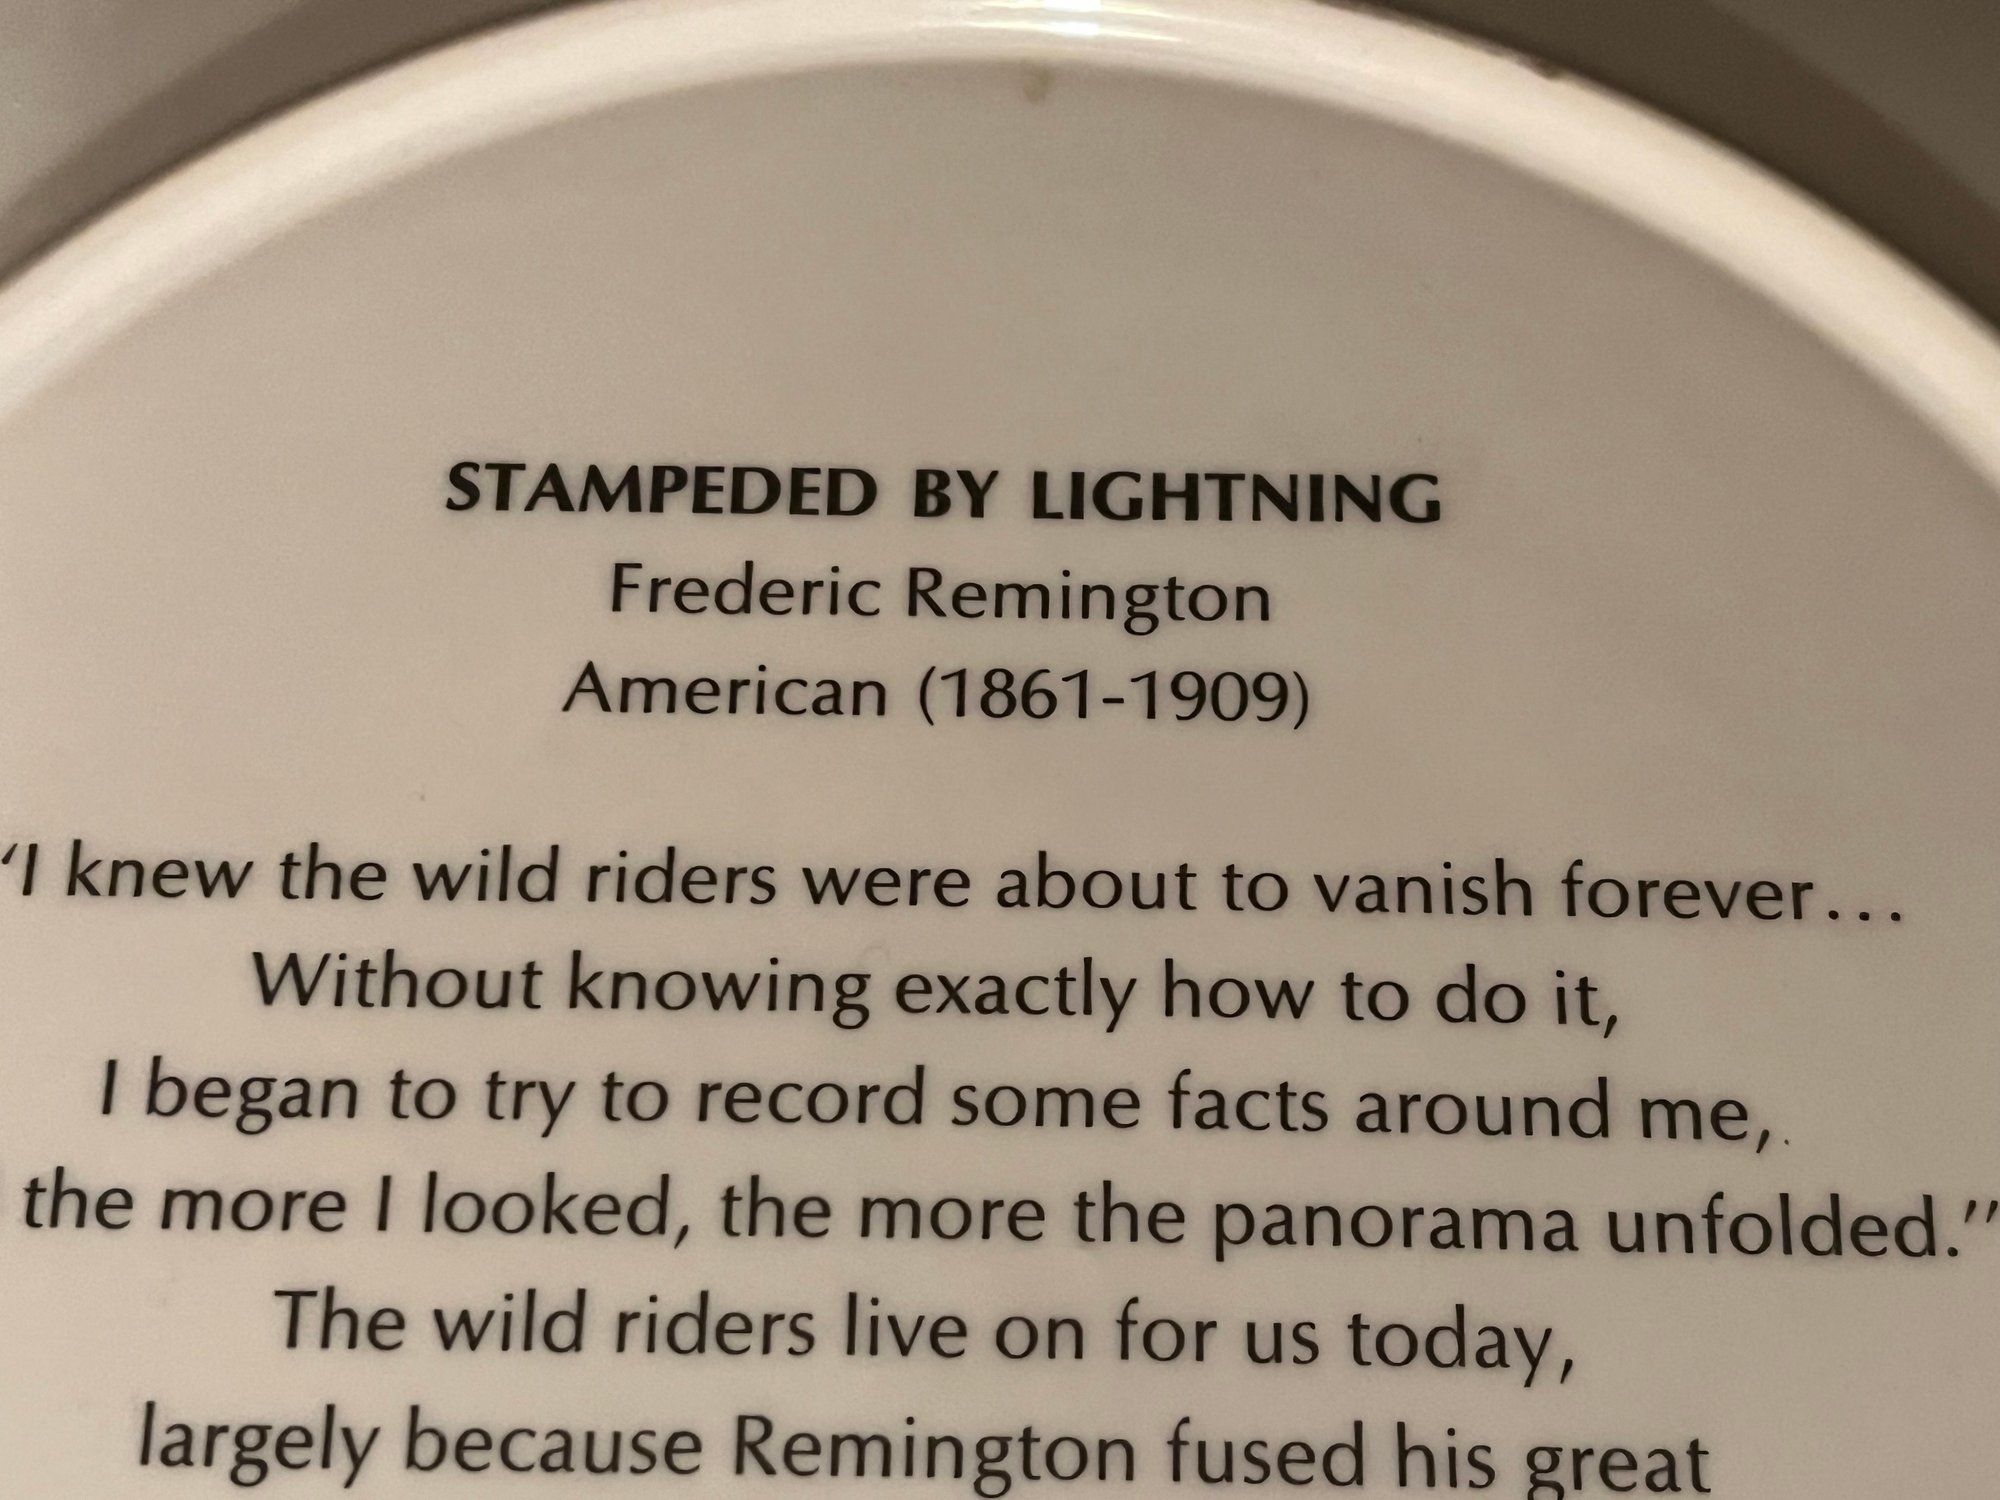 STAMPEDED BY LIGHTNING
Frederic Remington
American (1861-1909)
"I knew the wild riders were about to vanish forever...
Without knowing exactly how to do it,
I began to try to record some facts around me,
the more I looked, the more the panorama unfolded."
The wild riders live on for us today,
largely because Remington fused his great